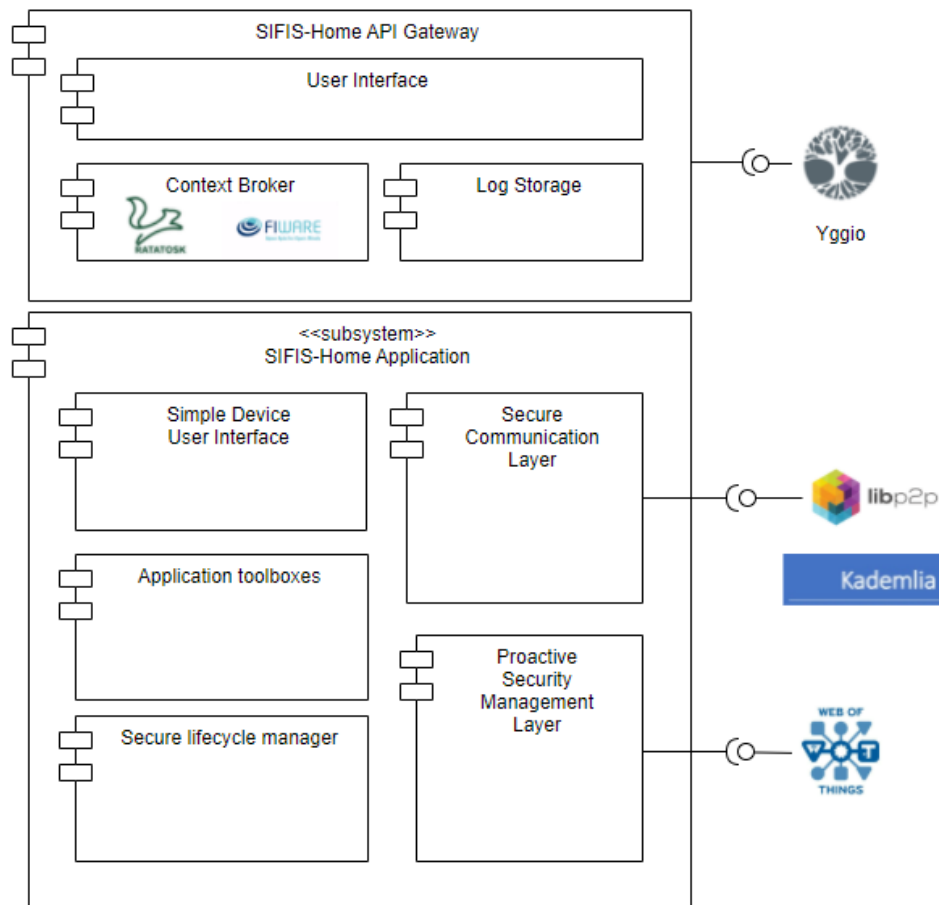 SIFIS-Home API Gateway
User Interface
Context Broker
RATATOSK
FIWARE
Log Storage
Yggio
<<subsystem>>
SIFIS-Home Application
Simple Device
User Interface
Secure
Communication
Layer
libp2p
Kademlia
Application toolboxes
Proactive
Security
Management
Layer
Secure lifecycle manager
WEB OF
W T
THINGS